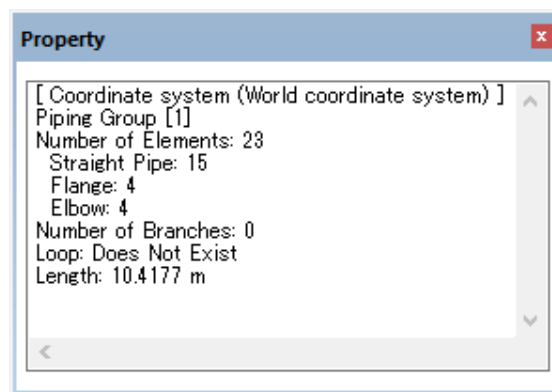 Property
[ Coordinate system (World coordinate system) ]
Piping Group [1]
Number of Elements: 23
Straight Pipe: 15
Flange: 4
Elbow: 4
Number of Branches: 0
Loop: Does Not Exist
Length: 10.4177 m